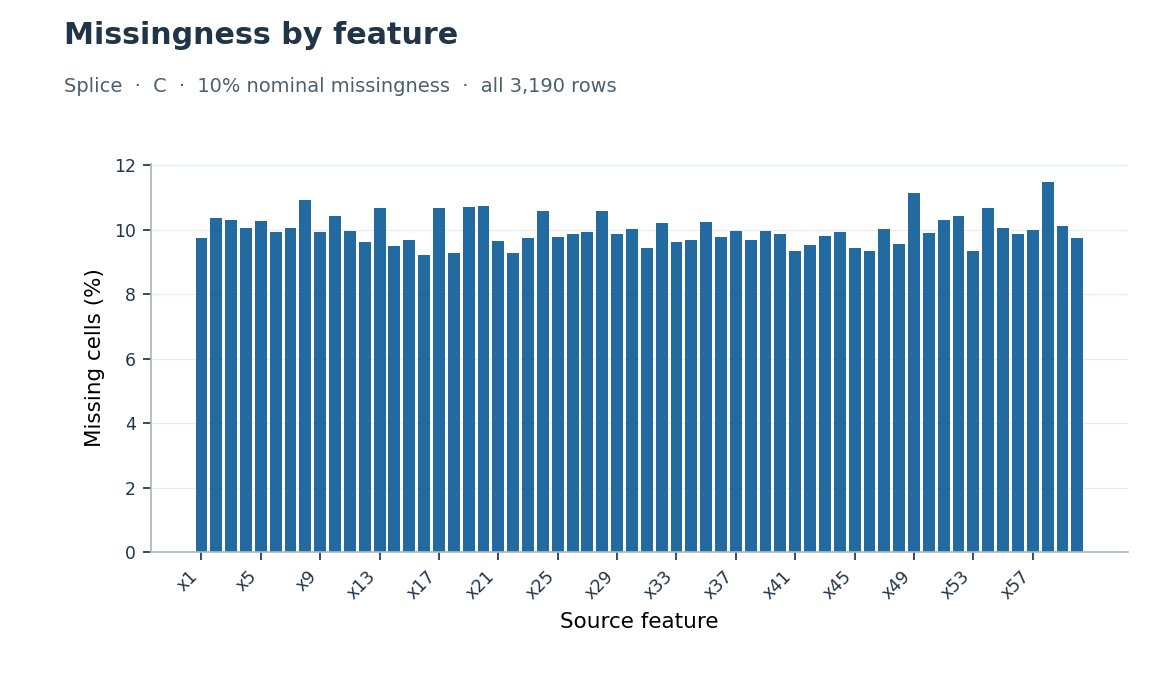 Missingness by feature
Splice · C · 10% nominal missingness · all 3,190 rows
12
10
8
6
4
2
0
Missing cells (%)
x1 x5 x9 x13 x17 x21 x25 x29 x33 x37 x41 x45 x49 x53 x57
Source feature